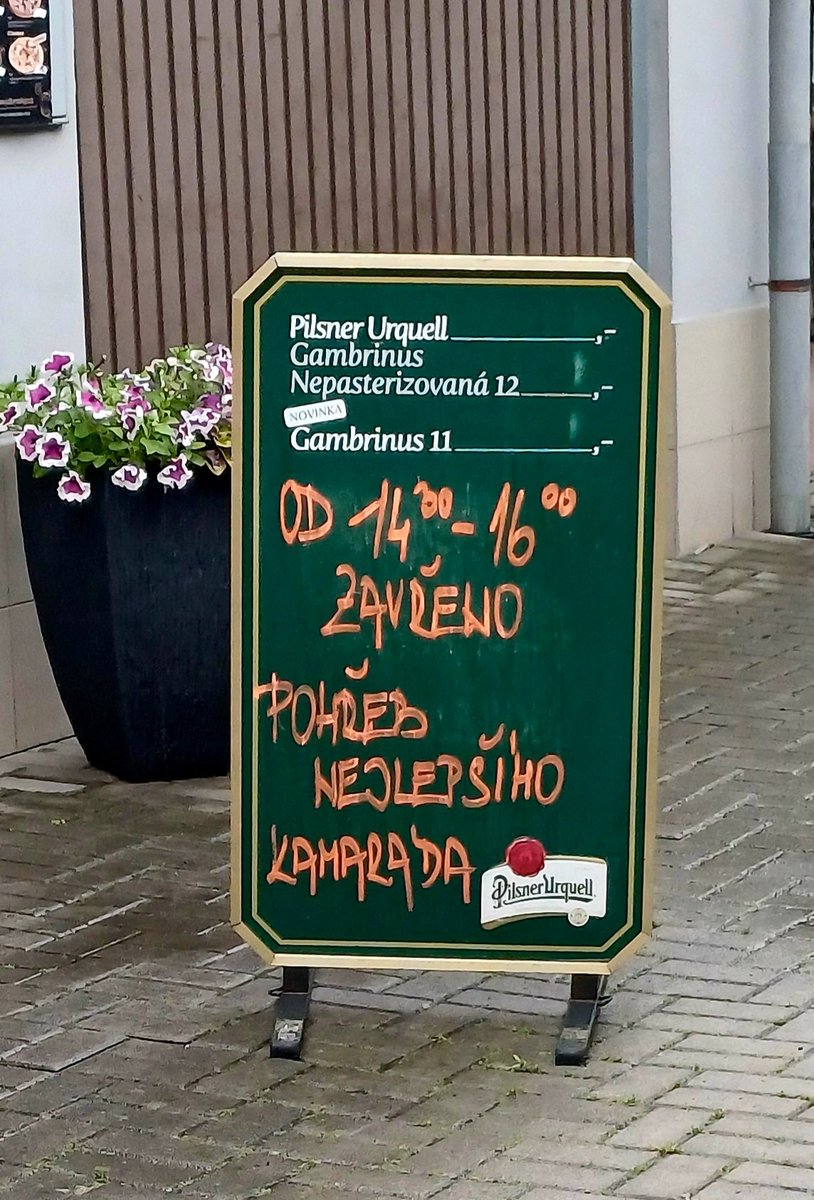 Pilsner Urquell ,-
Gambrinus
Nepasterizovaná 12 ,-
NOVINKA
Gambrinus 11 ,-
OD 14³⁰ - 16⁰⁰
ZAVŘENO
POHŘEB
NEJLEPŠÍHO
KAMARÁDA
Pilsner Urquell